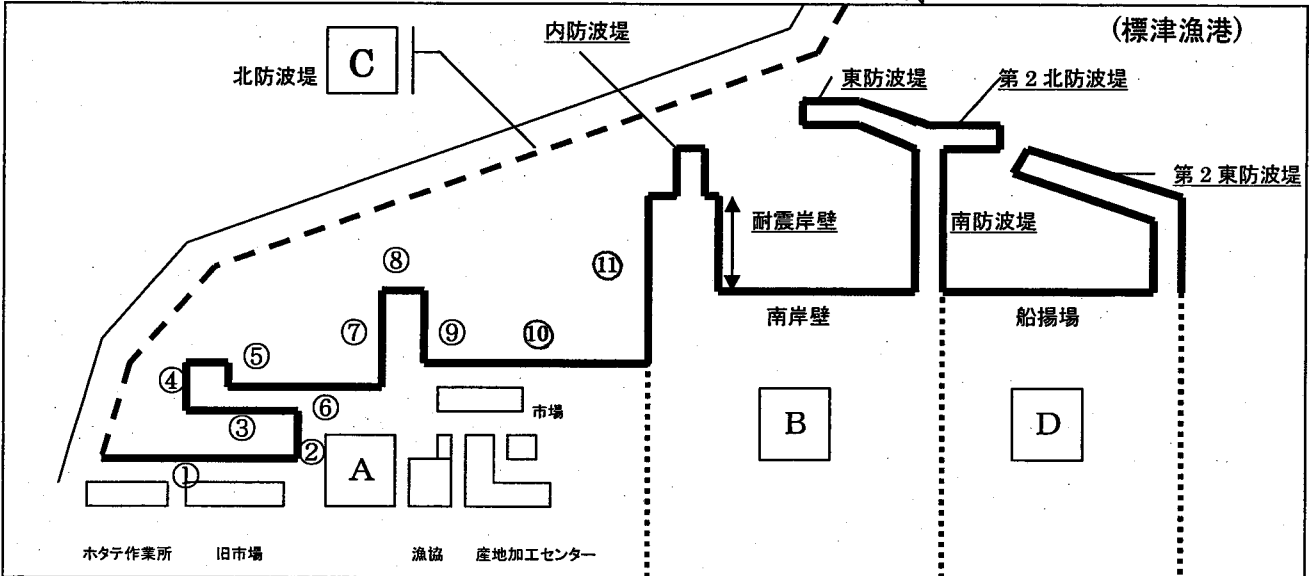 (標津漁港)
内防波堤
北防波堤
C
東防波堤
第2北防波堤
第2東防波堤
耐震岸壁
南防波堤
⑧
⑪
南岸壁
船揚場
⑦
⑨
⑩
⑤
④
⑥
③
市場
②
A
B
D
①
ホタテ作業所
旧市場
漁協
産地加工センター